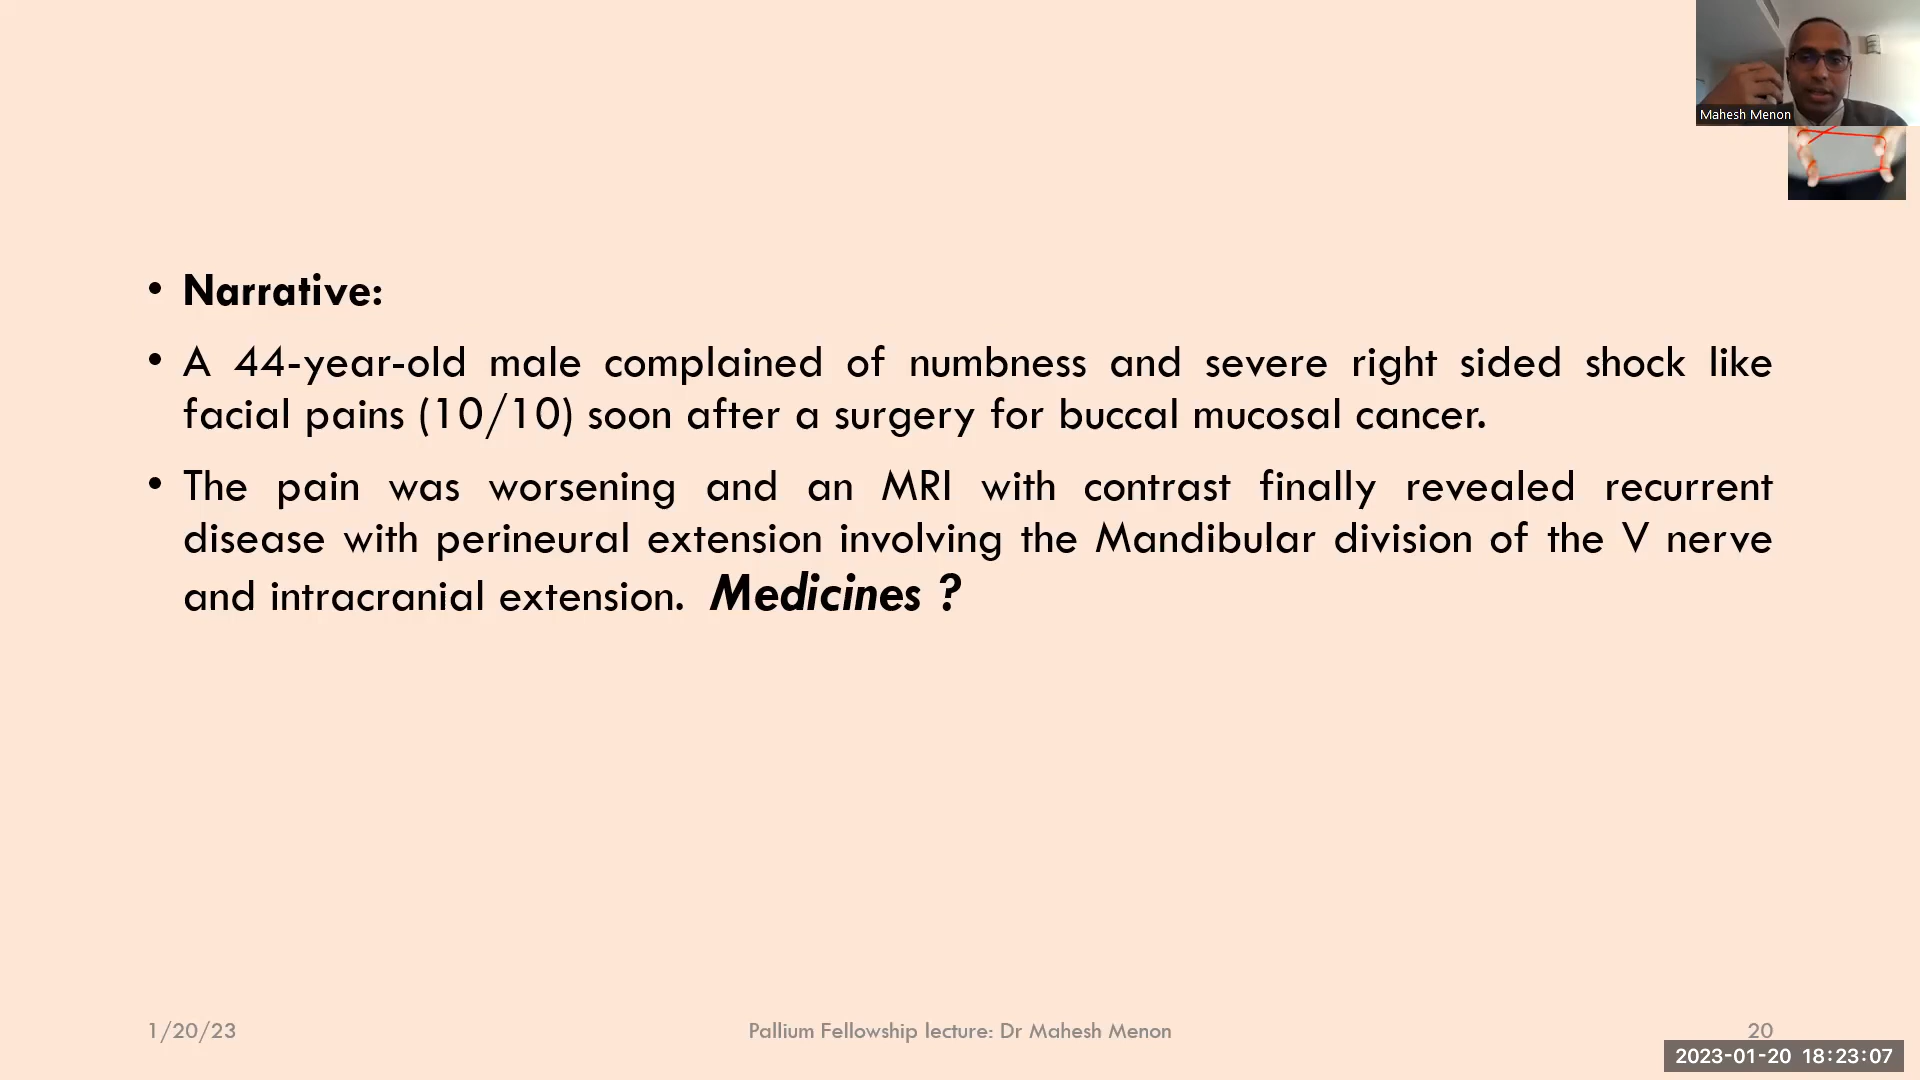 Mahesh Menon
• Narrative:
• A 44-year-old male complained of numbness and severe right sided shock like
facial pains (10/10) soon after a surgery for buccal mucosal cancer.
• The pain was worsening and an MRI with contrast finally revealed recurrent
disease with perineural extension involving the Mandibular division of the V nerve
and intracranial extension. Medicines ?
1/20/23 Pallium Fellowship lecture: Dr Mahesh Menon 20
2023-01-20 18:23:07